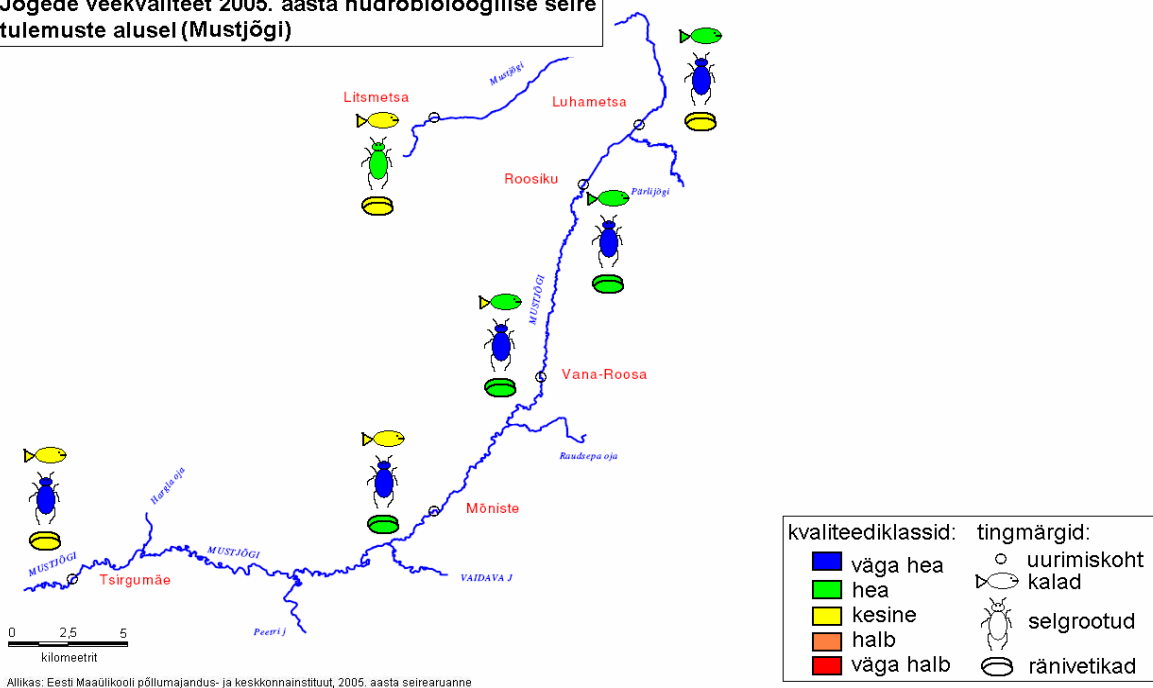 Jõgede veekvaliteet 2005. aasta hüdrobioloogilise seire
tulemuste alusel (Mustjõgi)
Mustjõgi
Litsmetsa
Luhametsa
Roosiku
Pärlijõgi
MUSTJÕGI
Vana-Roosa
Raudsepa oja
Hargla oja
Mõniste
MUSTJÕGI
MUSTJÕGI
Tsirgumäe
VAIDAVA J
Peetri j
0 2,5 5
kilomeetrit
kvaliteediklassid: tingmärgid:
väga hea
hea
kesine
halb
väga halb
uurimiskoht
kalad
selgrootud
ränivetikad
Allikas: Eesti Maaülikooli põllumajandus- ja keskkonnainstituut, 2005. aasta seirearuanne